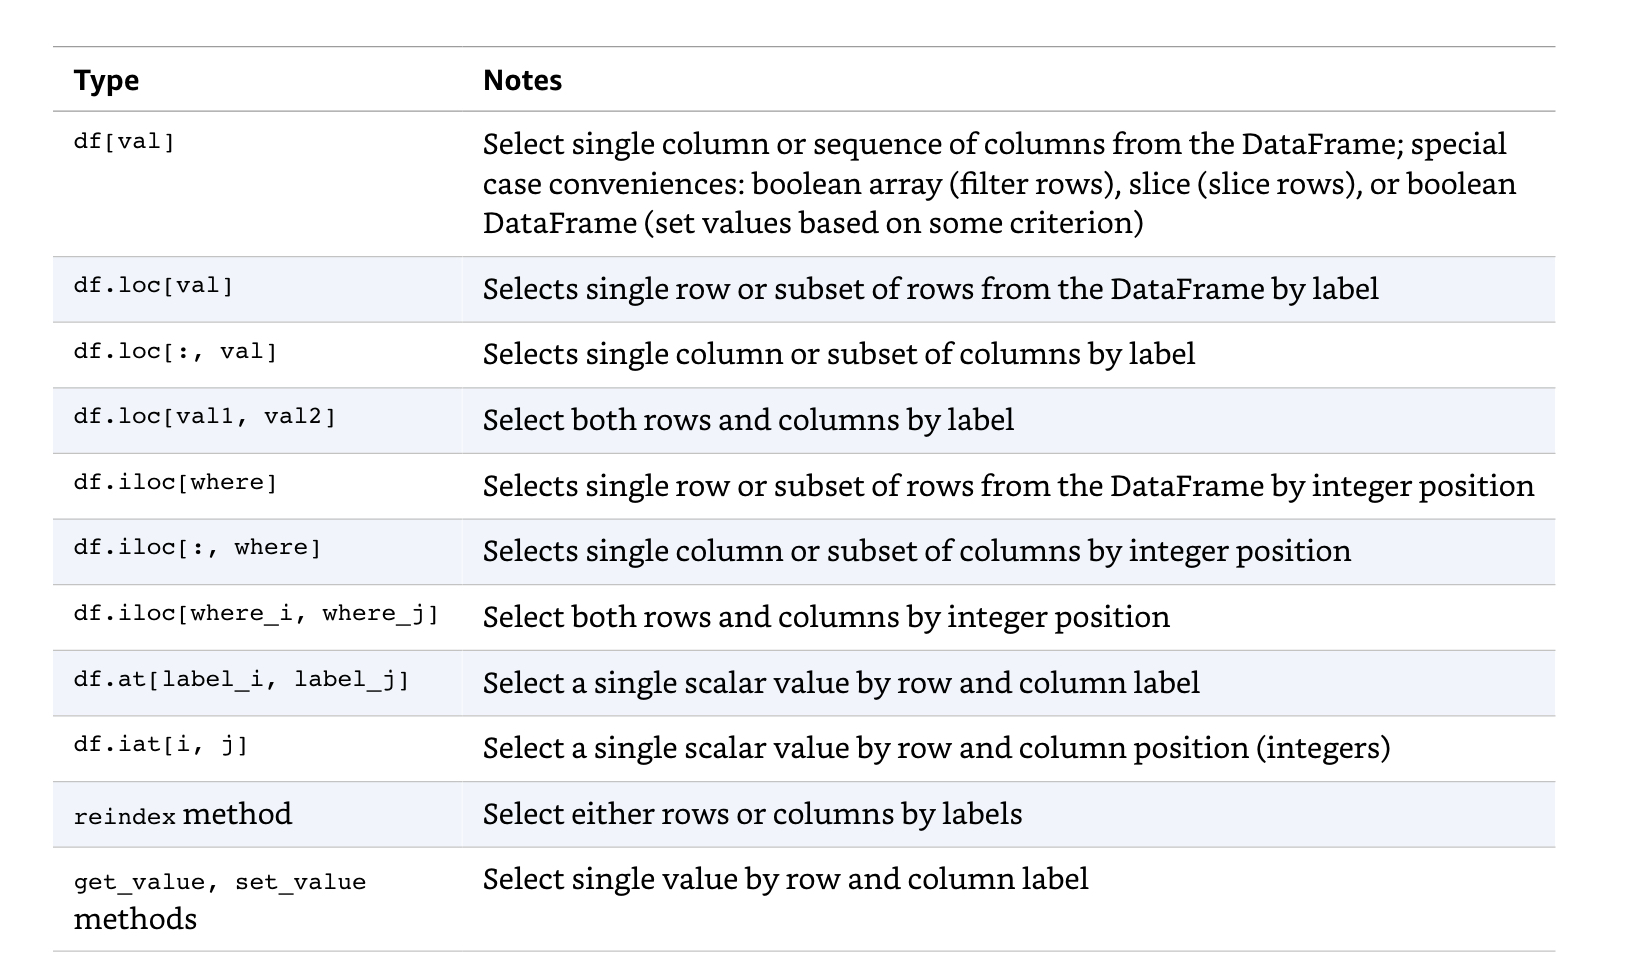 Type Notes
df[val] Select single column or sequence of columns from the DataFrame; special
case conveniences: boolean array (filter rows), slice (slice rows), or boolean
DataFrame (set values based on some criterion)
df.loc[val] Selects single row or subset of rows from the DataFrame by label
df.loc[:, val] Selects single column or subset of columns by label
df.loc[val1, val2] Select both rows and columns by label
df.iloc[where] Selects single row or subset of rows from the DataFrame by integer position
df.iloc[:, where] Selects single column or subset of columns by integer position
df.iloc[where_i, where_j] Select both rows and columns by integer position
df.at[label_i, label_j] Select a single scalar value by row and column label
df.iat[i, j] Select a single scalar value by row and column position (integers)
reindex method Select either rows or columns by labels
get_value, set_value Select single value by row and column label
methods